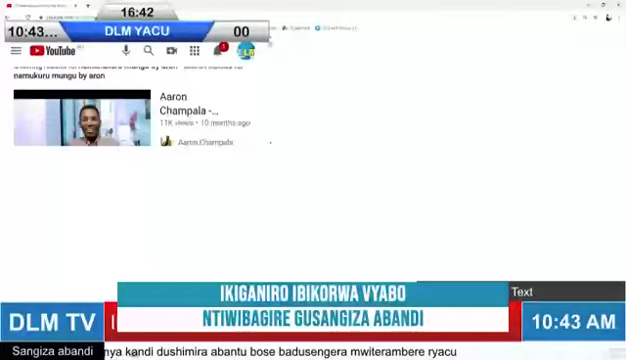 16:42
10:43...
DLM YACU
00
YouTube
namukuru mungu by aron
Aaron
Champala -...
11K views • 10 months ago
Aaron Champala
IKIGANIRO IBIKORWA VYABO
Text
NTIWIBAGIRE GUSANGIZA ABANDI
DLM TV
10:43 AM
Sangiza abandi
nya kandi dushimira abantu bose badusengera mwiterambere ryacu